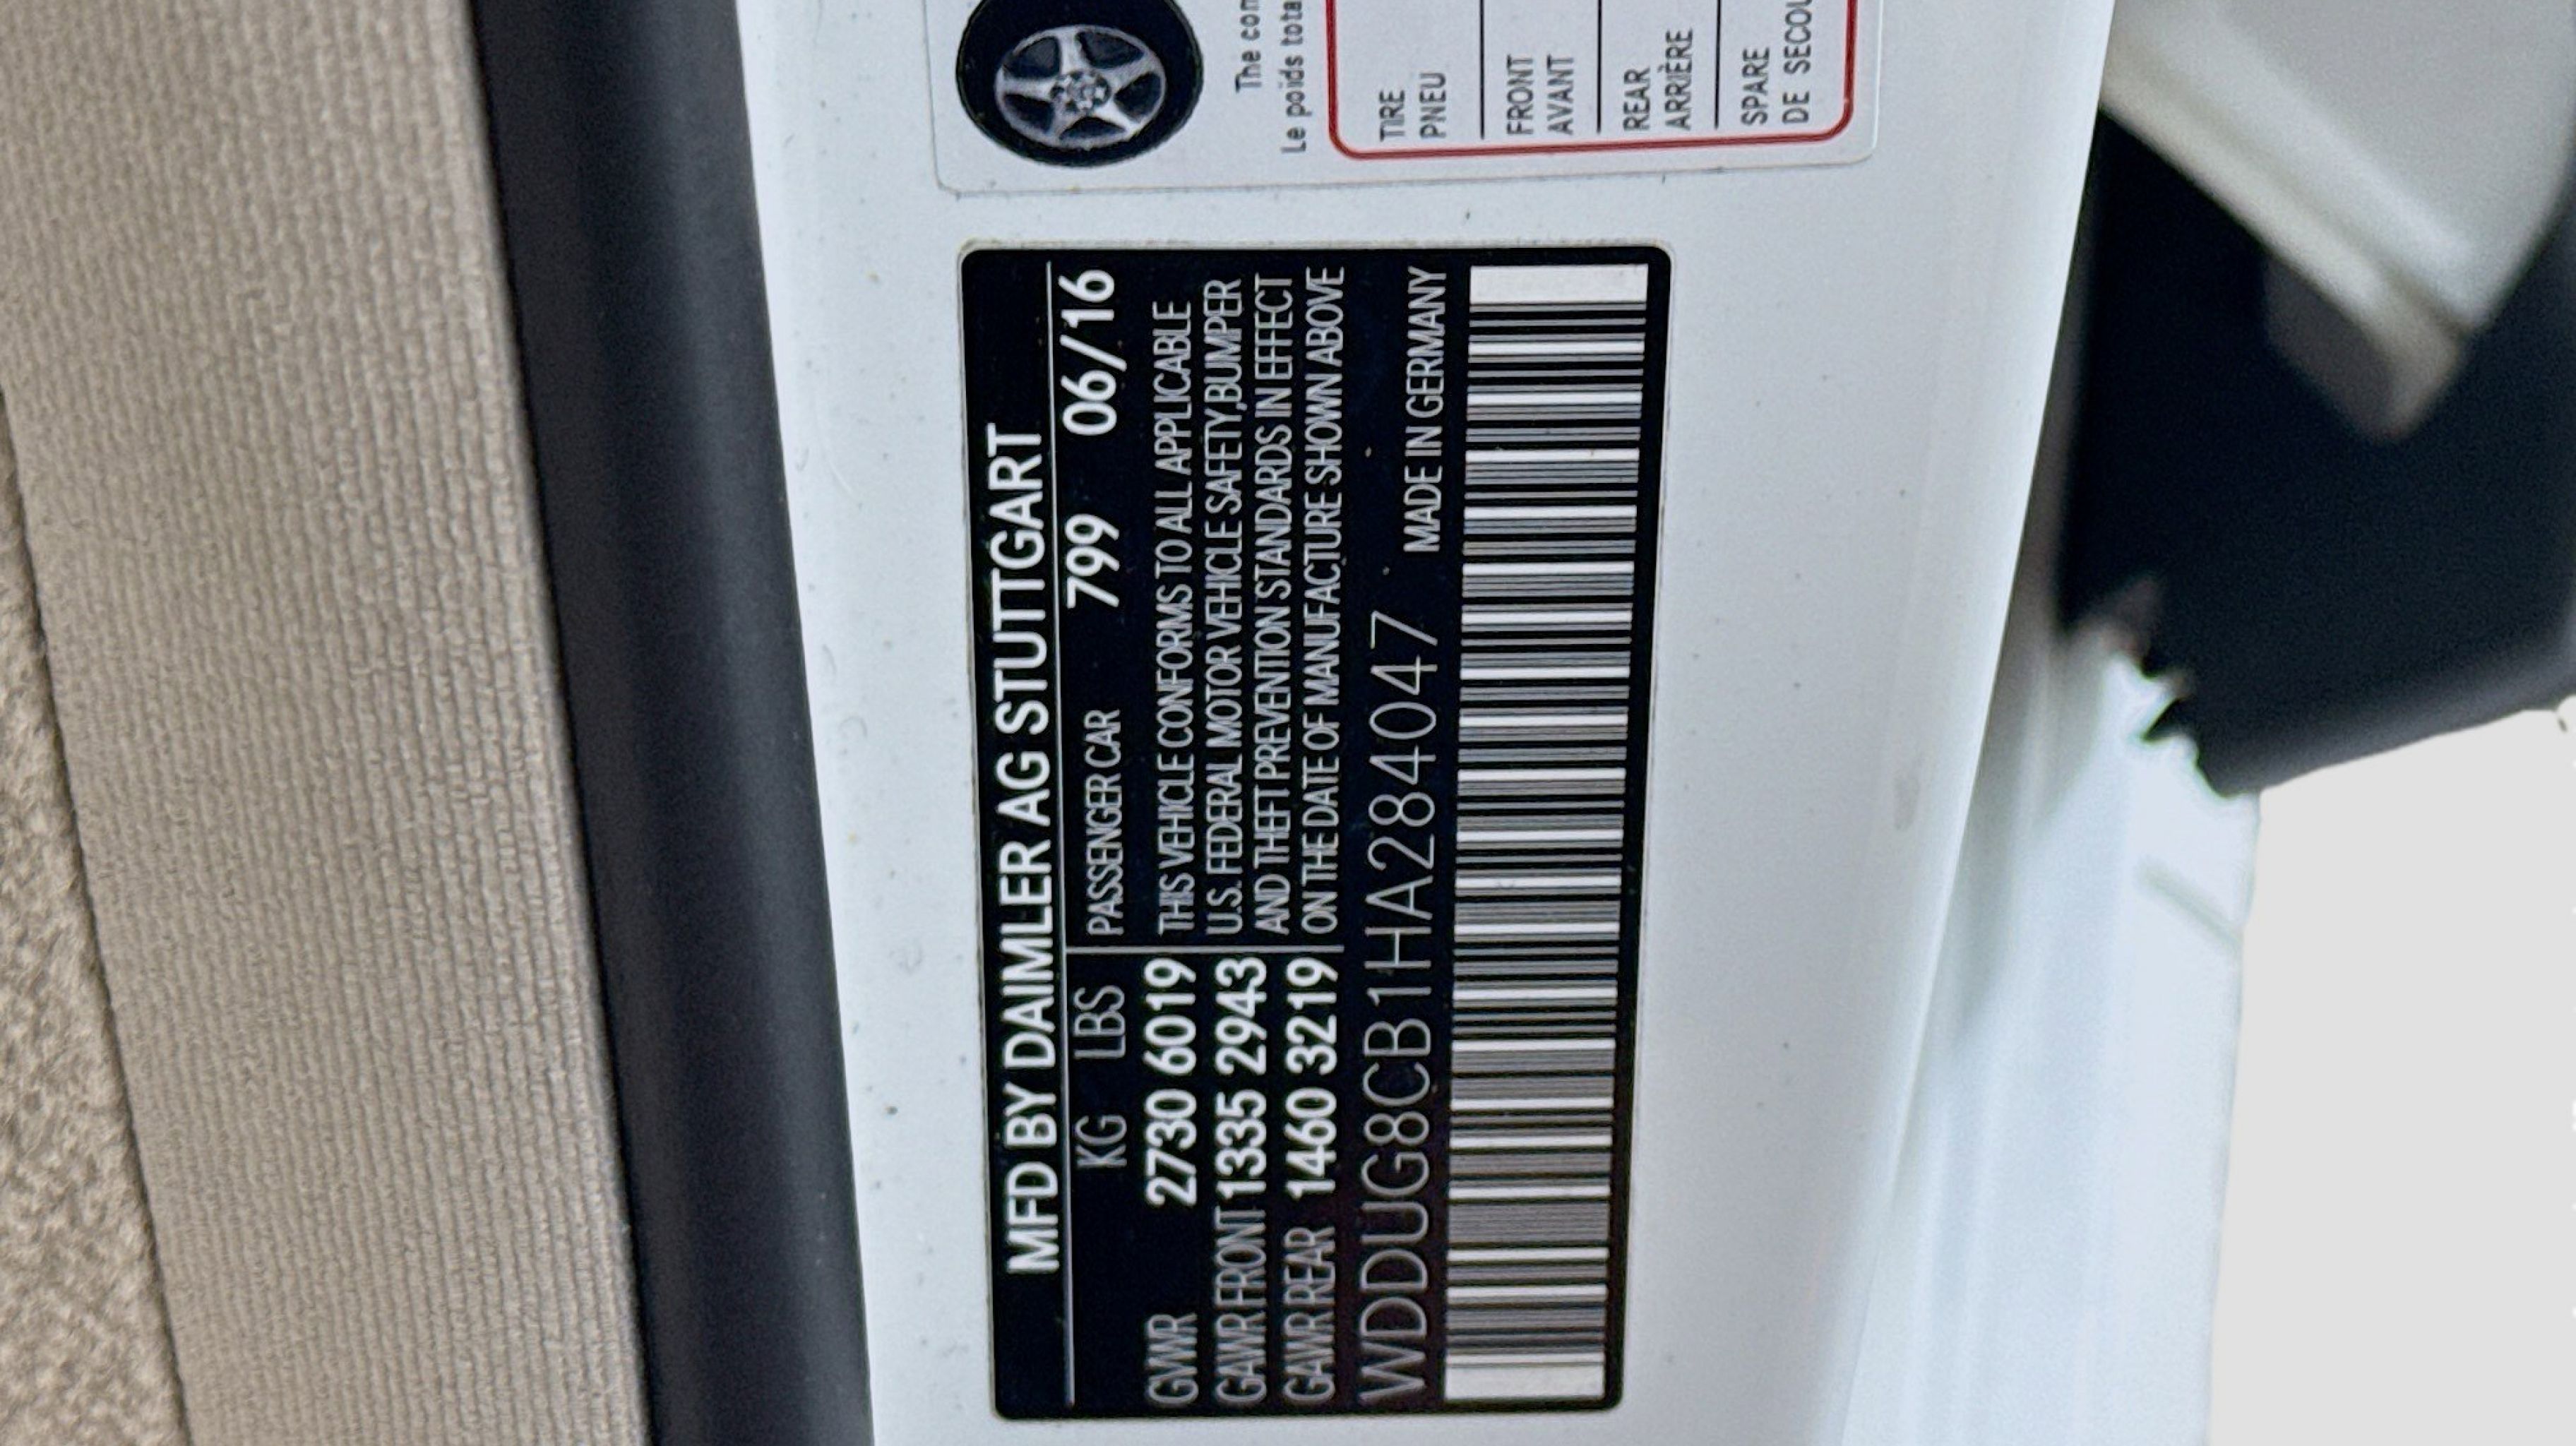 MFD BY DAIMLER AG STUTTGART
KG LBS
PASSENGER CAR 799 06/16
GVWR 2730 6019
GAWR FRONT 1335 2943
GAWR REAR 1460 3219
THIS VEHICLE CONFORMS TO ALL APPLICABLE
U.S. FEDERAL MOTOR VEHICLE SAFETY,BUMPER
AND THEFT PREVENTION STANDARDS IN EFFECT
ON THE DATE OF MANUFACTURE SHOWN ABOVE
WDDUG8CB1HA284047
MADE IN GERMANY
The
Le poids
TIRE
PNEU
FRONT
AVANT
REAR
ARRIÈRE
SPARE
DE